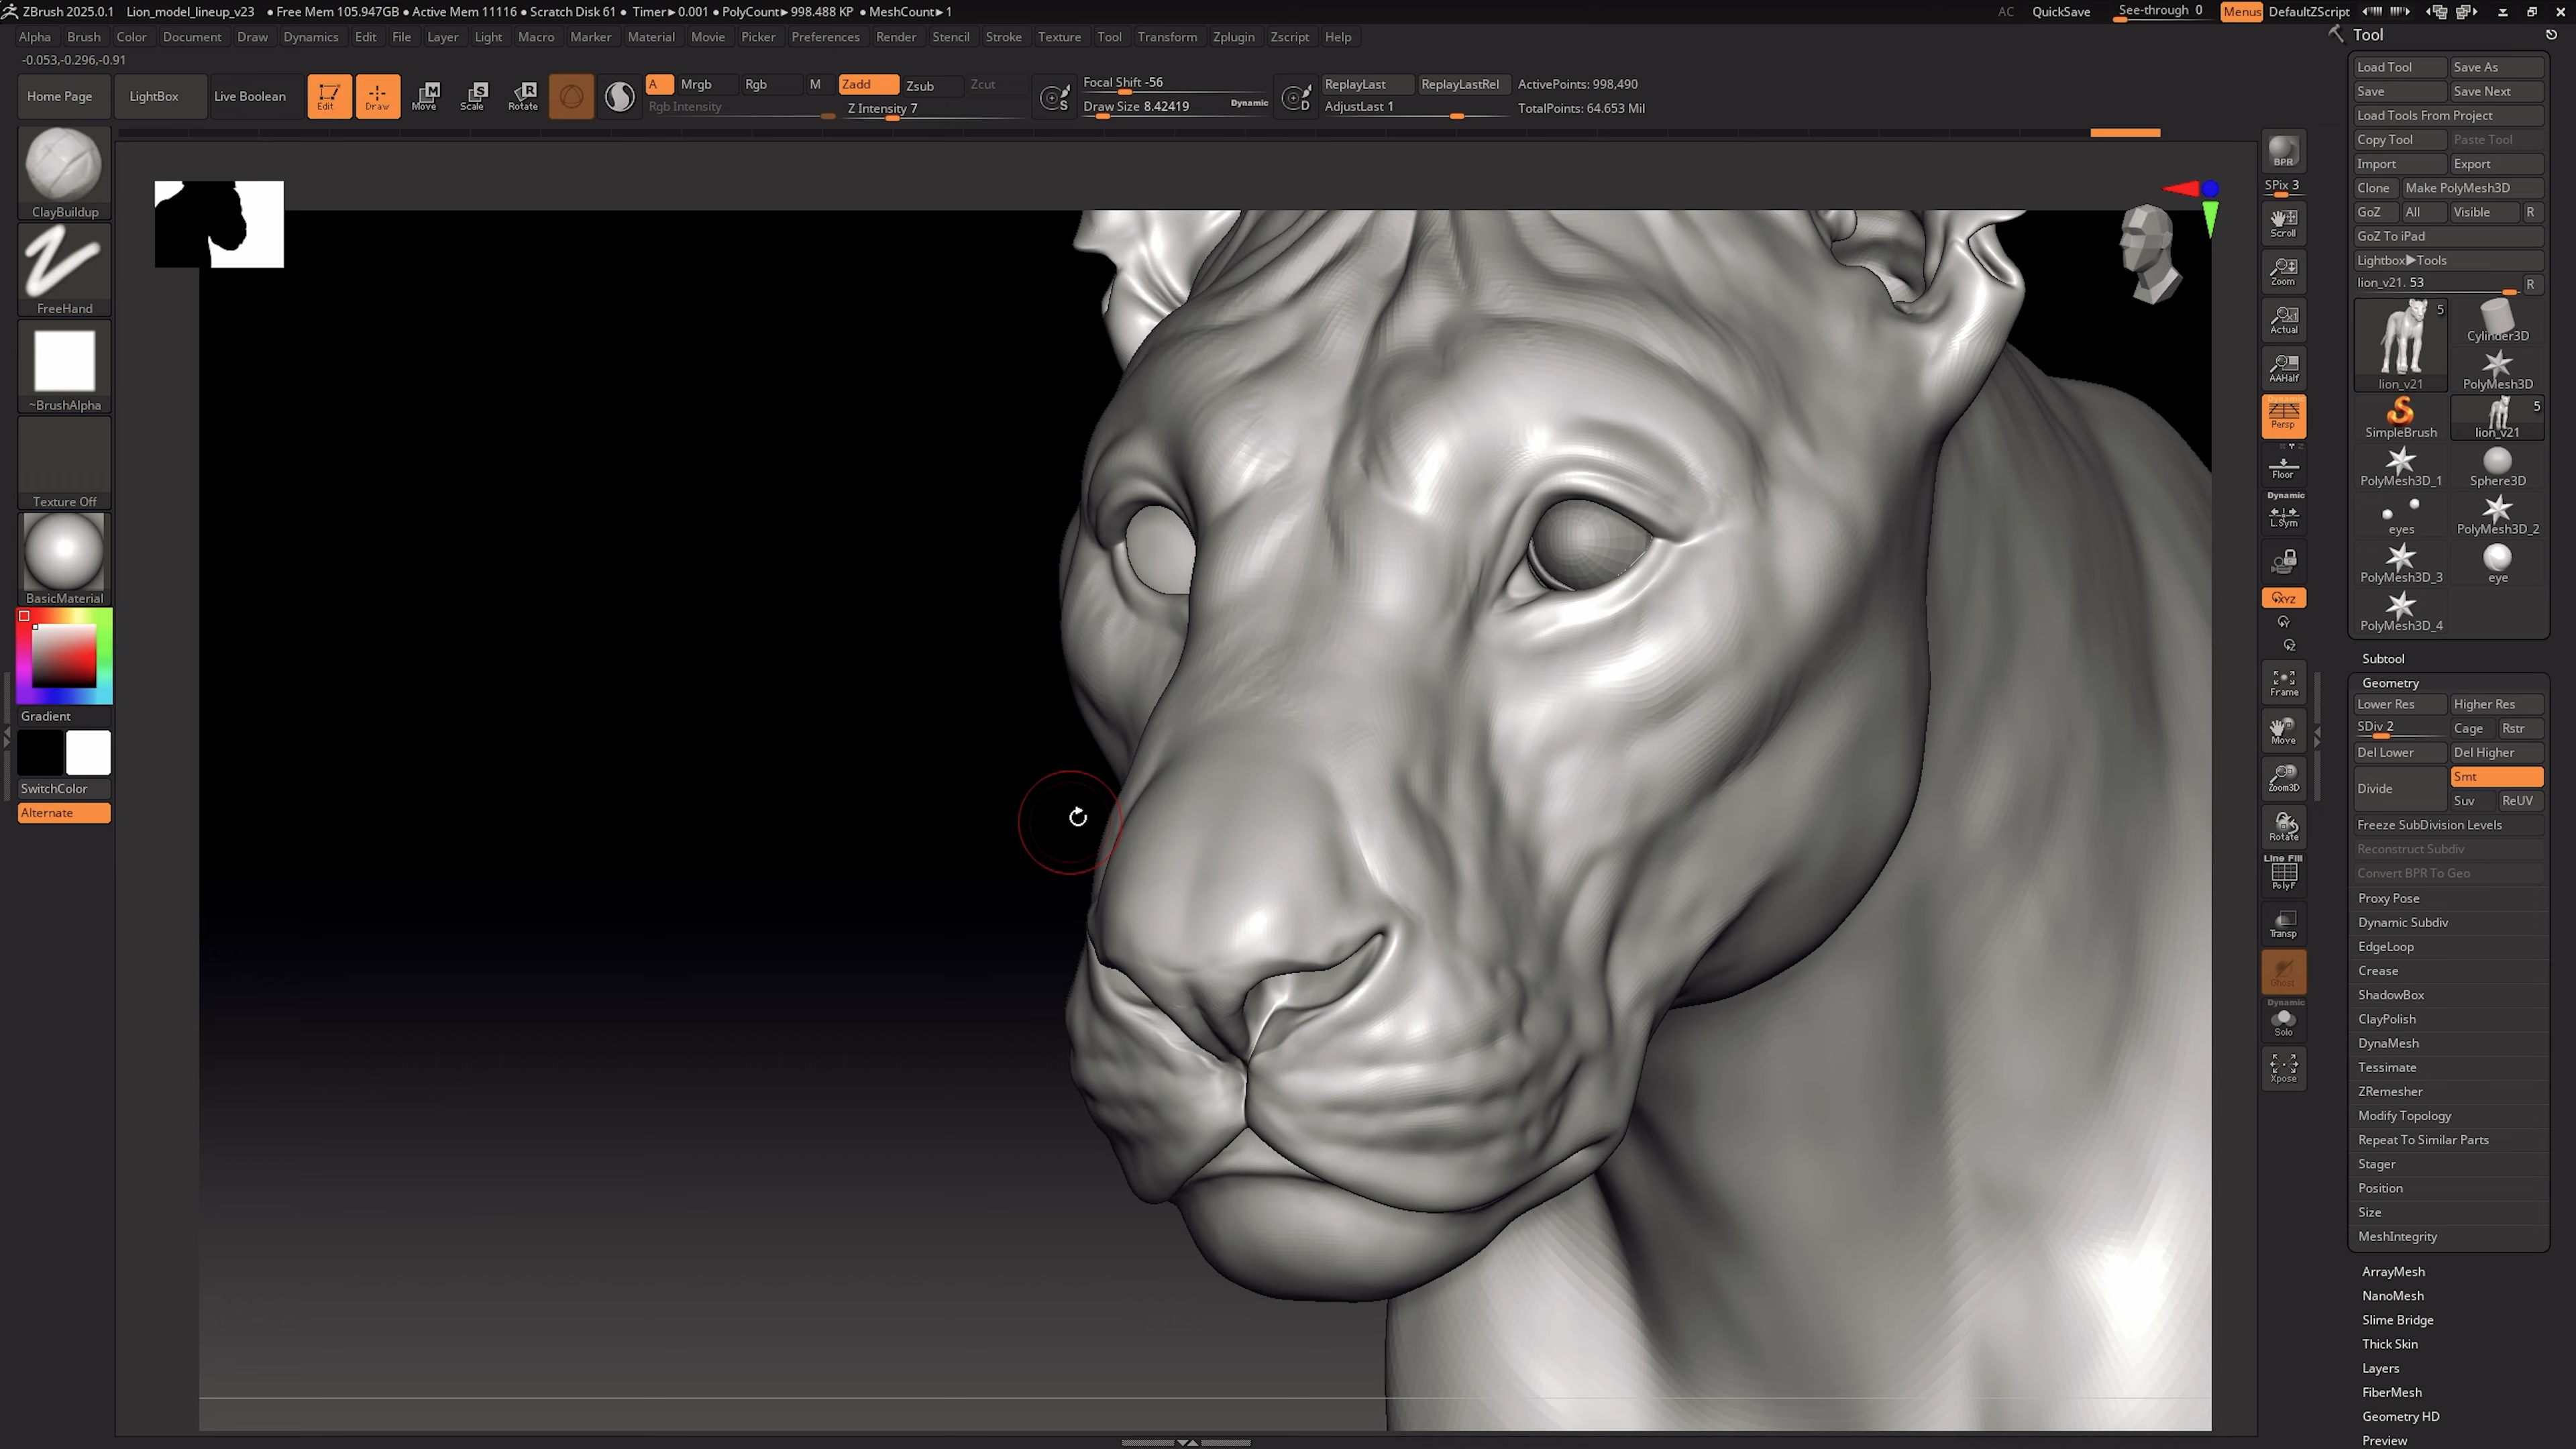 ZBrush 2025.0.1 Lion_model_lineup_v23 ● Free Mem 105.947GB ● Active Mem 11116 ● Scratch Disk 61 ● Timer►0.001 ● PolyCount►998.488 KP ● MeshCount►1 AC QuickSave See-through 0 Menus DefaultZScript
Alpha Brush Color Document Draw Dynamics Edit File Layer Light Macro Marker Material Movie Picker Preferences Render Stencil Stroke Texture Tool Transform Zplugin Zscript Help
-0.053,-0.296,-0.91
Home Page LightBox Live Boolean Edit Draw Move Scale Rotate
A Mrgb Rgb M Zadd Zsub Zcut
Rgb Intensity Z Intensity 7
Focal Shift -56
Draw Size 8.42419 Dynamic
ReplayLast ReplayLastRel ActivePoints: 998,490
AdjustLast 1 TotalPoints: 64.653 Mil
ClayBuildup
FreeHand
~BrushAlpha
Texture Off
BasicMaterial
Gradient
SwitchColor
Alternate
BPR
SPix 3
Scroll
Zoom
Actual
AAHalf
Dynamic
Persp
Floor
Dynamic
L.Sym
XYZ
Frame
Move
Zoom3D
Rotate
Line Fill
PolyF
Transp
Ghost
Dynamic
Solo
Xpose
Tool
Load Tool Save As
Save Save Next
Load Tools From Project
Copy Tool Paste Tool
Import Export
Clone Make PolyMesh3D
GoZ All Visible R
GoZ To iPad
Lightbox►Tools
lion_v21. 53 R
5
Cylinder3D
lion_v21 PolyMesh3D
5
SimpleBrush lion_v21
PolyMesh3D_1 Sphere3D
eyes PolyMesh3D_2
PolyMesh3D_3 eye
PolyMesh3D_4
Subtool
Geometry
Lower Res Higher Res
SDiv 2 Cage Rstr
Del Lower Del Higher
Divide Smt
Suv ReUV
Freeze SubDivision Levels
Reconstruct Subdiv
Convert BPR To Geo
Proxy Pose
Dynamic Subdiv
EdgeLoop
Crease
ShadowBox
ClayPolish
DynaMesh
Tessimate
ZRemesher
Modify Topology
Repeat To Similar Parts
Stager
Position
Size
MeshIntegrity
ArrayMesh
NanoMesh
Slime Bridge
Thick Skin
Layers
FiberMesh
Geometry HD
Preview